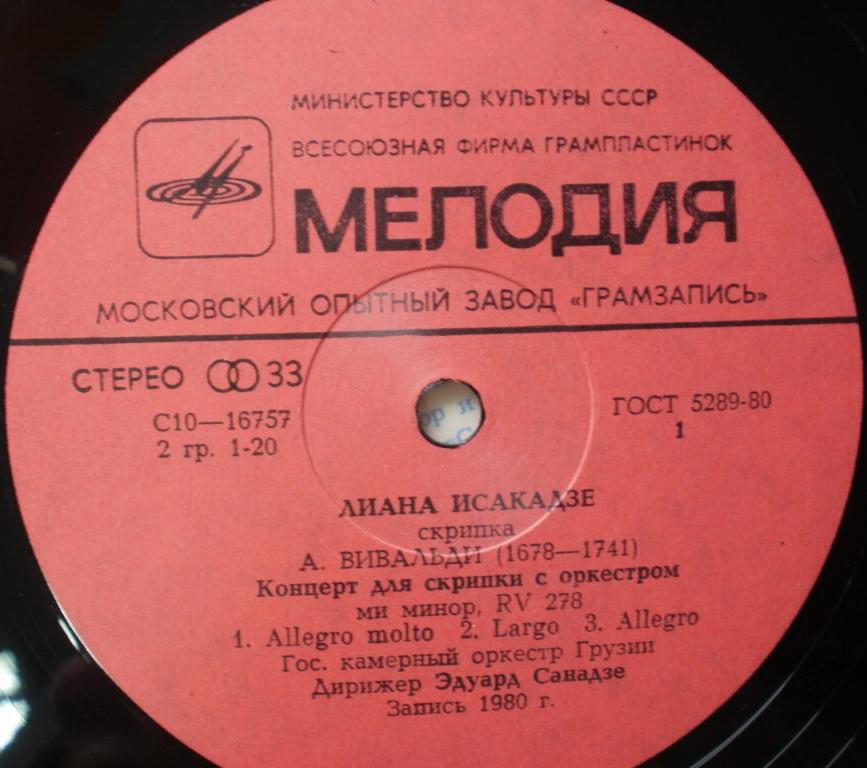 МИНИСТЕРСТВО КУЛЬТУРЫ СССР
ВСЕСОЮЗНАЯ ФИРМА ГРАМПЛАСТИНОК
МЕЛОДИЯ
МОСКОВСКИЙ ОПЫТНЫЙ ЗАВОД «ГРАМЗАПИСЬ»
СТЕРЕО 33
С10—16757
2 гр. 1-20
ГОСТ 5289-80
1
ЛИАНА ИСАКАДЗЕ
скрипка
А. ВИВАЛЬДИ (1678—1741)
Концерт для скрипки с оркестром
ми минор, RV 278
1. Allegro molto 2. Largo 3. Allegro
Гос. камерный оркестр Грузии
Дирижер Эдуард Санадзе
Запись 1980 г.